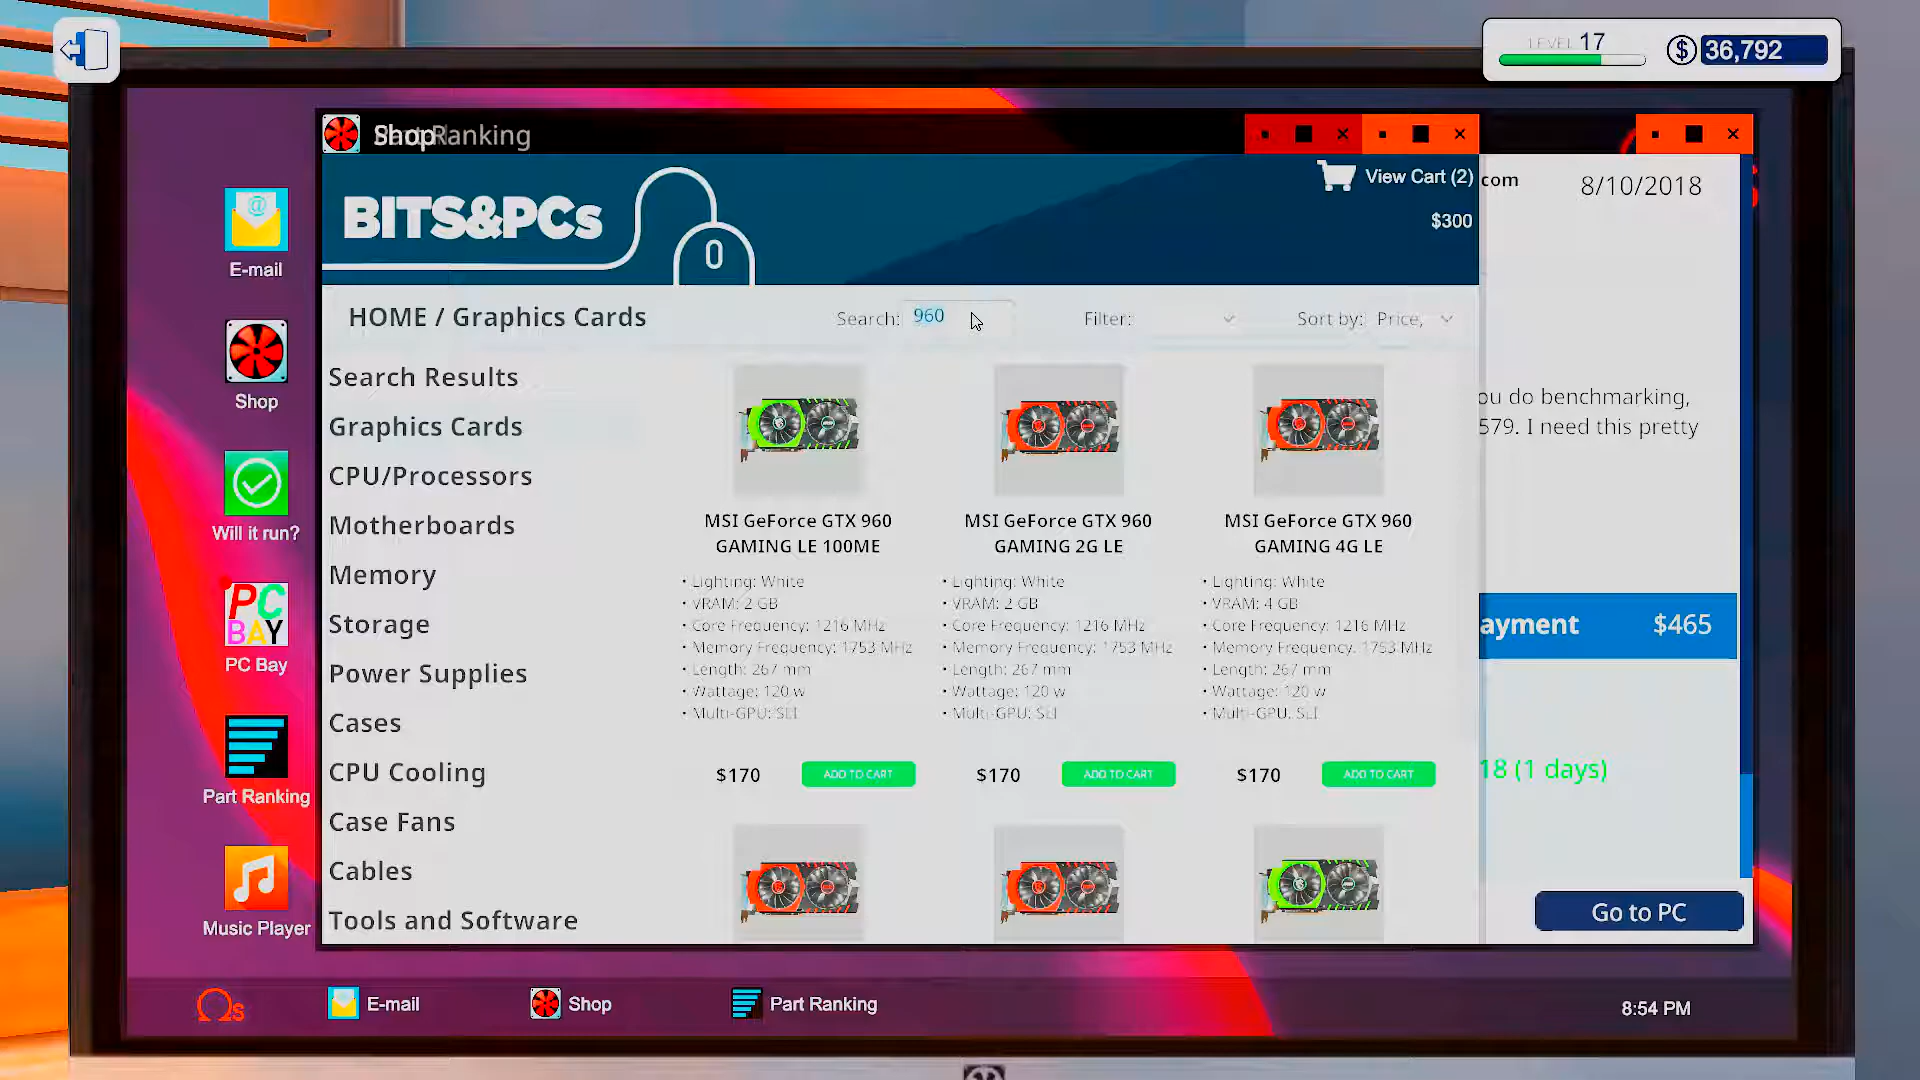 LEVEL 17
$ 36,792
Shop
Ranking
View Cart (2)
$300
BITS&PCs
com
8/10/2018
HOME / Graphics Cards
Search: 960
Filter:
Sort by: Price,
E-mail
Shop
Will it run?
PC BAY
PC Bay
Part Ranking
Music Player
Search Results
Graphics Cards
CPU/Processors
Motherboards
Memory
Storage
Power Supplies
Cases
CPU Cooling
Case Fans
Cables
Tools and Software
MSI GeForce GTX 960
GAMING LE 100ME
• Lighting: White
• VRAM: 2 GB
• Core Frequency: 1216 MHz
• Memory Frequency: 1753 MHz
• Length: 267 mm
• Wattage: 120 w
• Multi-GPU: SLI
$170
ADD TO CART
MSI GeForce GTX 960
GAMING 2G LE
• Lighting: White
• VRAM: 2 GB
• Core Frequency: 1216 MHz
• Memory Frequency: 1753 MHz
• Length: 267 mm
• Wattage: 120 w
• Multi-GPU: SLI
$170
ADD TO CART
MSI GeForce GTX 960
GAMING 4G LE
• Lighting: White
• VRAM: 4 GB
• Core Frequency: 1216 MHz
• Memory Frequency: 1753 MHz
• Length: 267 mm
• Wattage: 120 w
• Multi-GPU: SLI
$170
ADD TO CART
ou do benchmarking,
579. I need this pretty
ayment $465
18 (1 days)
Go to PC
Ωs
E-mail
Shop
Part Ranking
8:54 PM